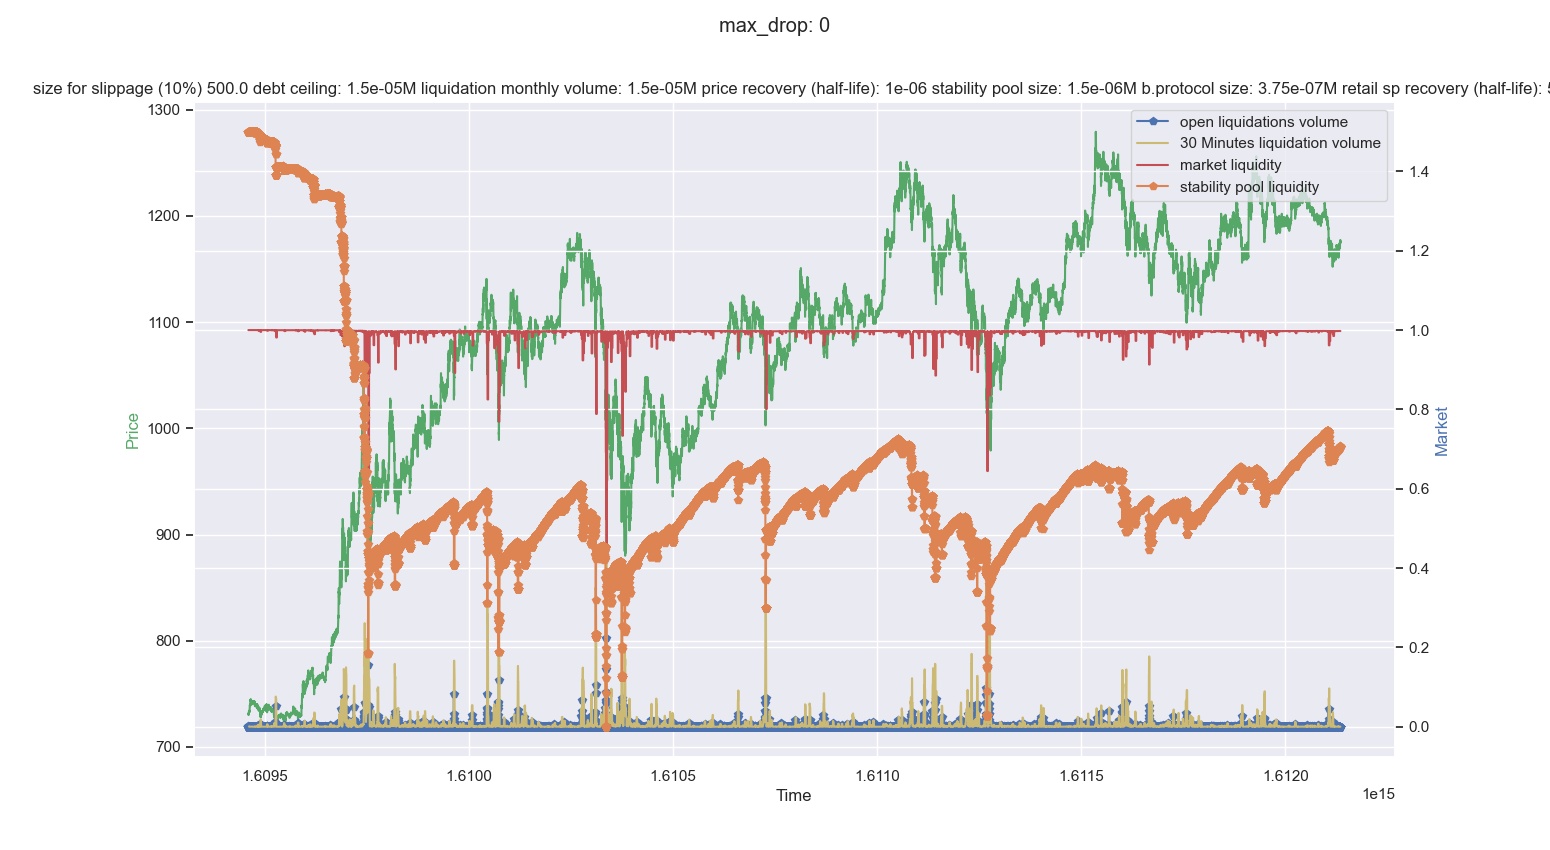 max_drop: 0
size for slippage (10%) 500.0 debt ceiling: 1.5e-05M liquidation monthly volume: 1.5e-05M price recovery (half-life): 1e-06 stability pool size: 1.5e-06M b.protocol size: 3.75e-07M retail sp recovery (half-life):
open liquidations volume
30 Minutes liquidation volume
market liquidity
stability pool liquidity
1300
1200
1100
1000
900
800
700
Price
1.4
1.2
1.0
0.8
0.6
0.4
0.2
0.0
Market
1.6095
1.6100
1.6105
1.6110
1.6115
1.6120
Time
1e15